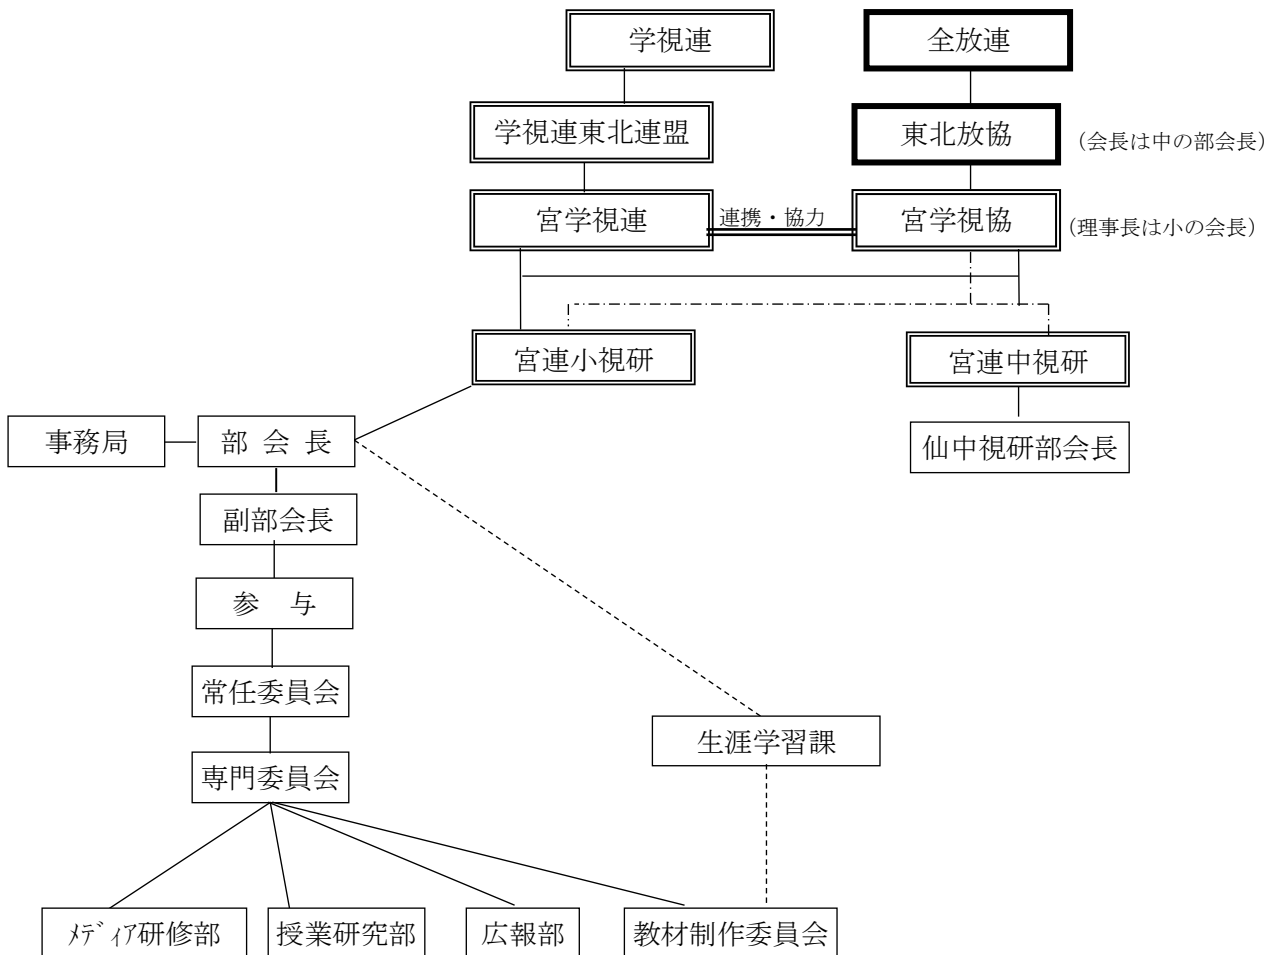 学視連
全放連
学視連東北連盟
東北放協
(会長は中の部会長)
宮学視連
連携・協力
宮学視協
(理事長は小の会長)
宮連小視研
宮連中視研
事務局
部 会 長
仙中視研部会長
副部会長
参　与
常任委員会
生涯学習課
専門委員会
ﾒﾃﾞｨｱ研修部
授業研究部
広報部
教材制作委員会